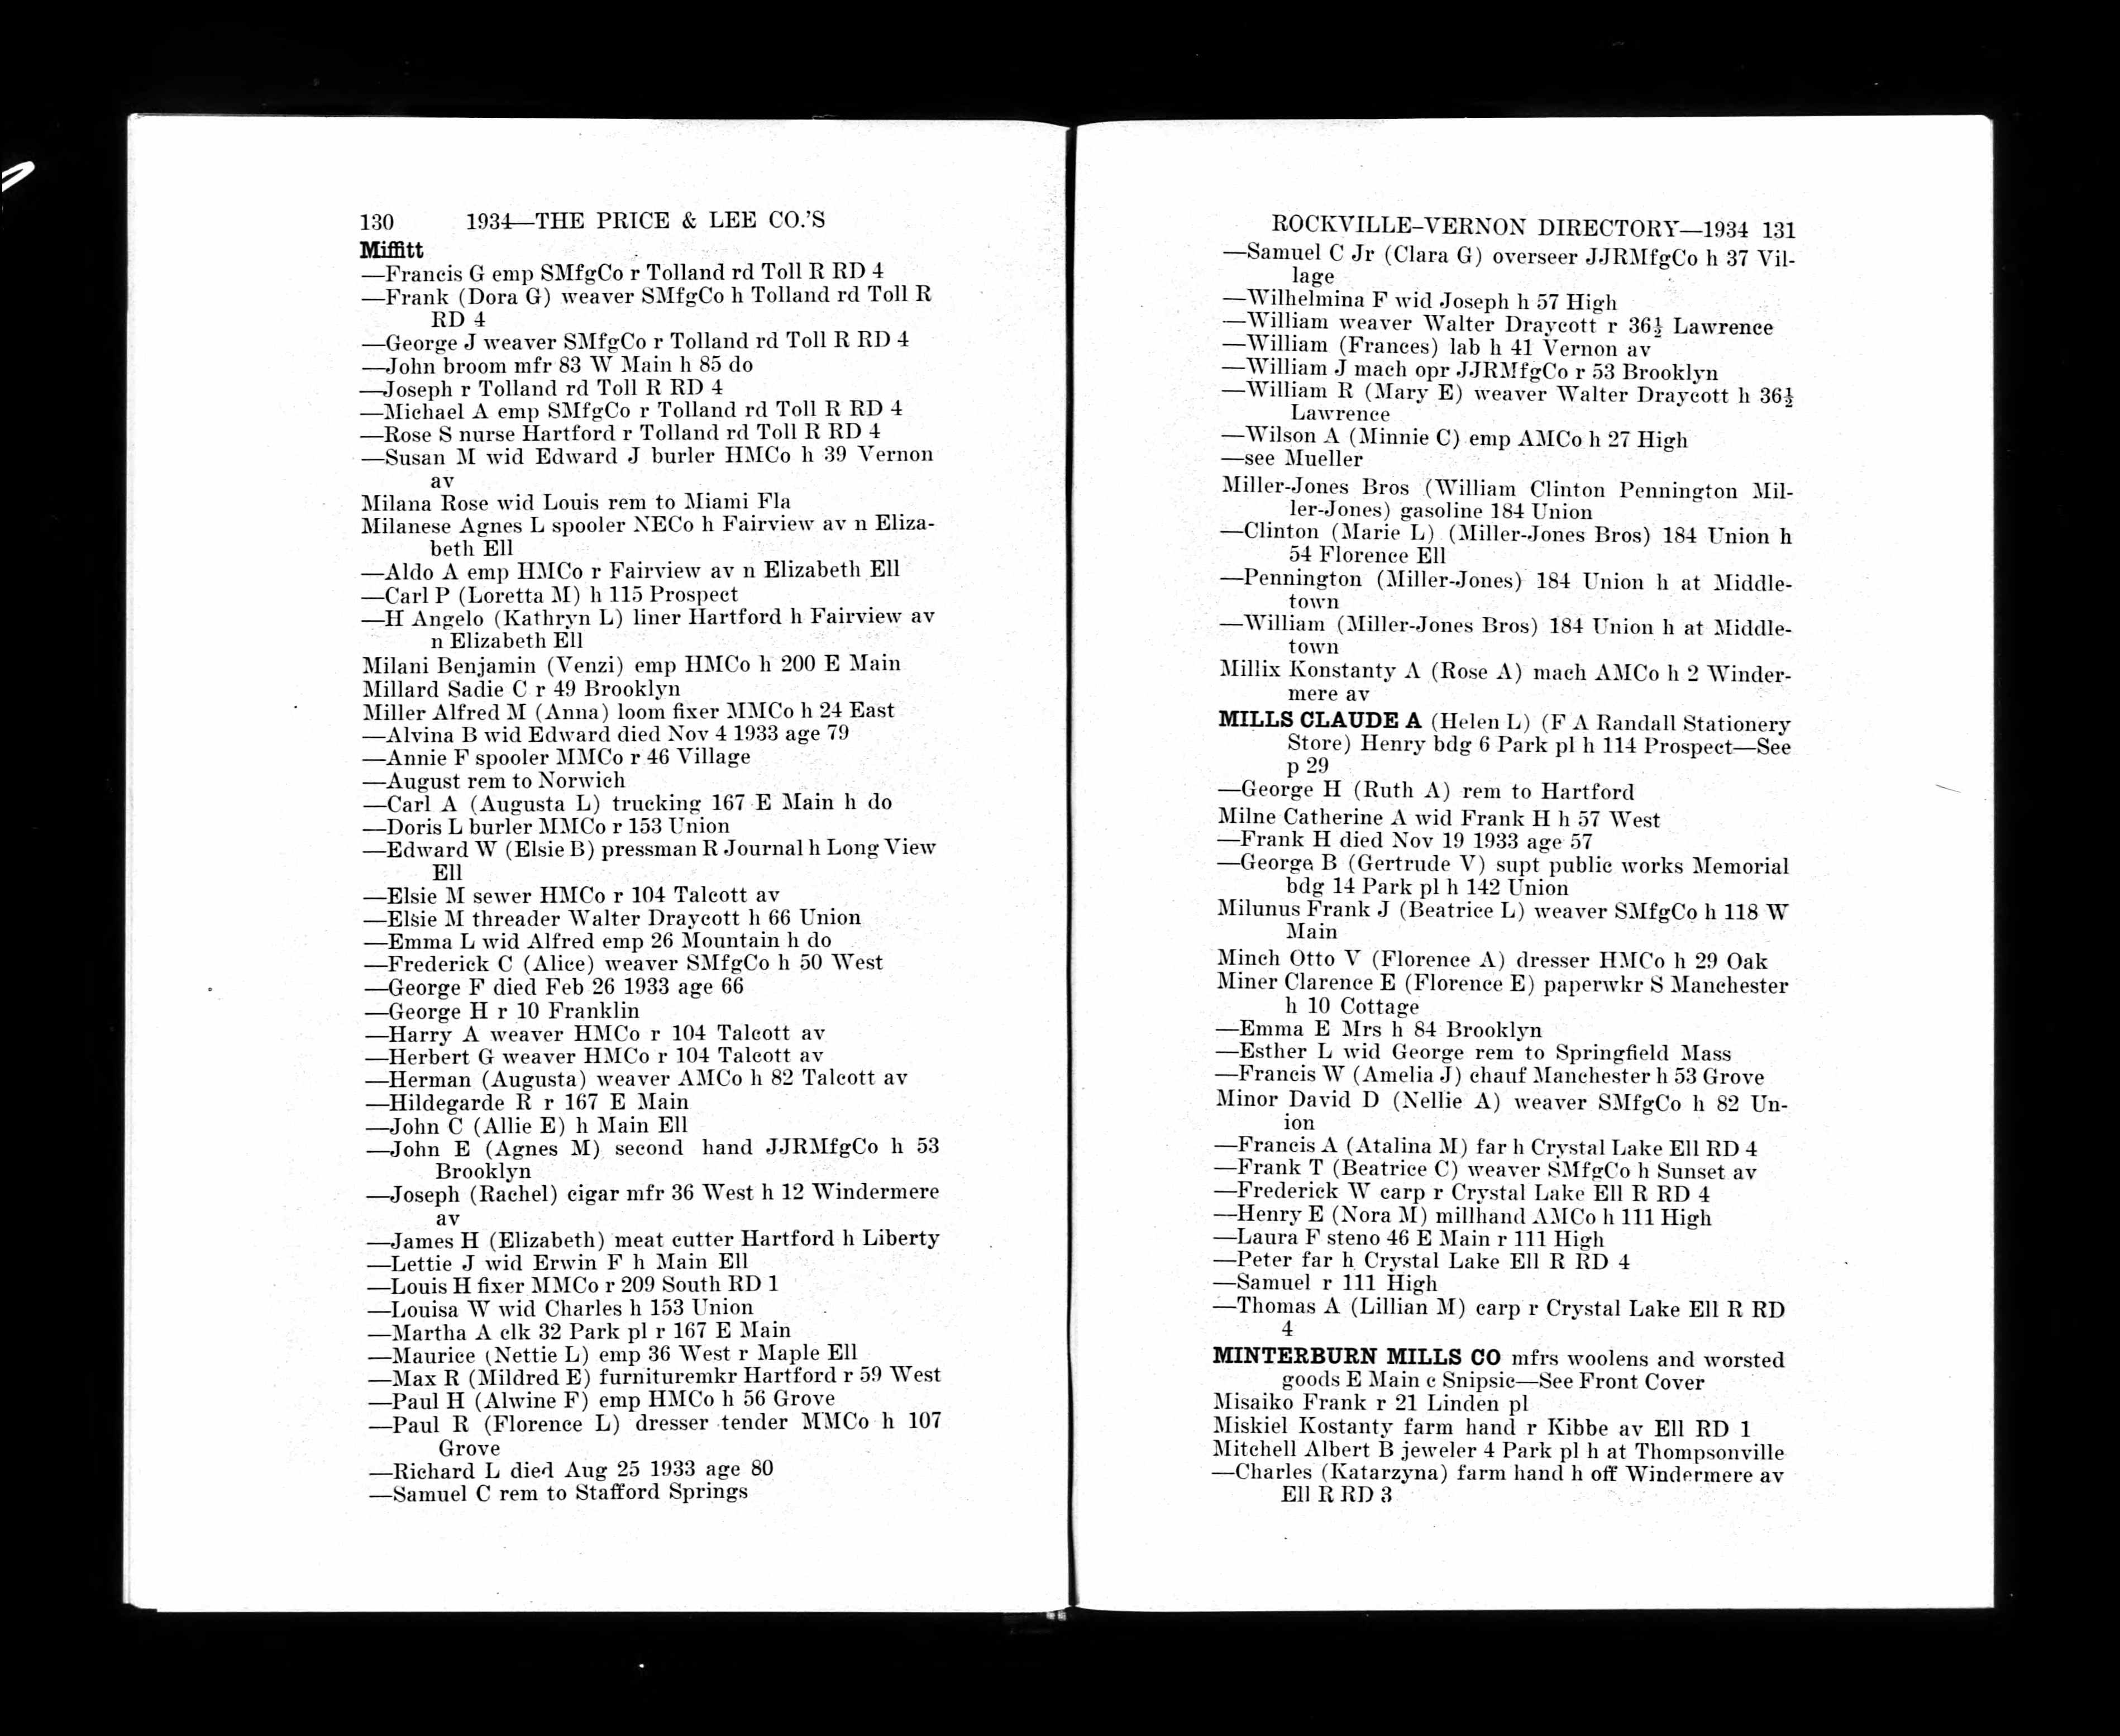 130 1934—THE PRICE & LEE CO.'S
Miffitt
—Francis G emp SMfgCo r Tolland rd Toll R RD 4
—Frank (Dora G) weaver SMfgCo h Tolland rd Toll R
RD 4
—George J weaver SMfgCo r Tolland rd Toll R RD 4
—John broom mfr 83 W Main h 85 do
—Joseph r Tolland rd Toll R RD 4
—Michael A emp SMfgCo r Tolland rd Toll R RD 4
—Rose S nurse Hartford r Tolland rd Toll R RD 4
—Susan M wid Edward J burler HMCo h 39 Vernon
av
Milana Rose wid Louis rem to Miami Fla
Milanese Agnes L spooler NECo h Fairview av n Eliza-
beth Ell
—Aldo A emp HMCo r Fairview av n Elizabeth Ell
—Carl P (Loretta M) h 115 Prospect
—H Angelo (Kathryn L) liner Hartford h Fairview av
n Elizabeth Ell
Milani Benjamin (Venzi) emp HMCo h 200 E Main
Millard Sadie C r 49 Brooklyn
Miller Alfred M (Anna) loom fixer MMCo h 24 East
—Alvina B wid Edward died Nov 4 1933 age 79
—Annie F spooler MMCo r 46 Village
—August rem to Norwich
—Carl A (Augusta L) trucking 167 E Main h do
—Doris L burler MMCo r 153 Union
—Edward W (Elsie B) pressman R Journal h Long View
Ell
—Elsie M sewer HMCo r 104 Talcott av
—Elsie M threader Walter Draycott h 66 Union
—Emma L wid Alfred emp 26 Mountain h do
—Frederick C (Alice) weaver SMfgCo h 50 West
—George F died Feb 26 1933 age 66
—George H r 10 Franklin
—Harry A weaver HMCo r 104 Talcott av
—Herbert G weaver HMCo r 104 Talcott av
—Herman (Augusta) weaver AMCo h 82 Talcott av
—Hildegarde R r 167 E Main
—John C (Allie E) h Main Ell
—John E (Agnes M) second hand JJRMfgCo h 53
Brooklyn
—Joseph (Rachel) cigar mfr 36 West h 12 Windermere
av
—James H (Elizabeth) meat cutter Hartford h Liberty
—Lettie J wid Erwin F h Main Ell
—Louis H fixer MMCo r 209 South RD 1
—Louisa W wid Charles h 153 Union
—Martha A clk 32 Park pl r 167 E Main
—Maurice (Nettie L) emp 36 West r Maple Ell
—Max R (Mildred E) furnituremkr Hartford r 59 West
—Paul H (Alwine F) emp HMCo h 56 Grove
—Paul R (Florence L) dresser tender MMCo h 107
Grove
—Richard L died Aug 25 1933 age 80
—Samuel C rem to Stafford Springs
ROCKVILLE-VERNON DIRECTORY—1934 131
—Samuel C Jr (Clara G) overseer JJRMfgCo h 37 Vil-
lage
—Wilhelmina F wid Joseph h 57 High
—William weaver Walter Draycott r 36½ Lawrence
—William (Frances) lab h 41 Vernon av
—William J mach opr JJRMfgCo r 53 Brooklyn
—William R (Mary E) weaver Walter Draycott h 36½
Lawrence
—Wilson A (Minnie C) emp AMCo h 27 High
—see Mueller
Miller-Jones Bros (William Clinton Pennington Mil-
ler-Jones) gasoline 184 Union
—Clinton (Marie L) (Miller-Jones Bros) 184 Union h
54 Florence Ell
—Pennington (Miller-Jones) 184 Union h at Middle-
town
—William (Miller-Jones Bros) 184 Union h at Middle-
town
Millix Konstanty A (Rose A) mach AMCo h 2 Winder-
mere av
MILLS CLAUDE A (Helen L) (F A Randall Stationery
Store) Henry bdg 6 Park pl h 114 Prospect—See
p 29
—George H (Ruth A) rem to Hartford
Milne Catherine A wid Frank H h 57 West
—Frank H died Nov 19 1933 age 57
—George B (Gertrude V) supt public works Memorial
bdg 14 Park pl h 142 Union
Milunus Frank J (Beatrice L) weaver SMfgCo h 118 W
Main
Minch Otto V (Florence A) dresser HMCo h 29 Oak
Miner Clarence E (Florence E) paperwkr S Manchester
h 10 Cottage
—Emma E Mrs h 84 Brooklyn
—Esther L wid George rem to Springfield Mass
—Francis W (Amelia J) chauf Manchester h 53 Grove
Minor David D (Nellie A) weaver SMfgCo h 82 Un-
ion
—Francis A (Atalina M) far h Crystal Lake Ell RD 4
—Frank T (Beatrice C) weaver SMfgCo h Sunset av
—Frederick W carp r Crystal Lake Ell R RD 4
—Henry E (Nora M) millhand AMCo h 111 High
—Laura F steno 46 E Main r 111 High
—Peter far h Crystal Lake Ell R RD 4
—Samuel r 111 High
—Thomas A (Lillian M) carp r Crystal Lake Ell R RD
4
MINTERBURN MILLS CO mfrs woolens and worsted
goods E Main c Snipsic—See Front Cover
Misaiko Frank r 21 Linden pl
Miskiel Kostanty farm hand r Kibbe av Ell RD 1
Mitchell Albert B jeweler 4 Park pl h at Thompsonville
—Charles (Katarzyna) farm hand h off Windermere av
Ell R RD 3